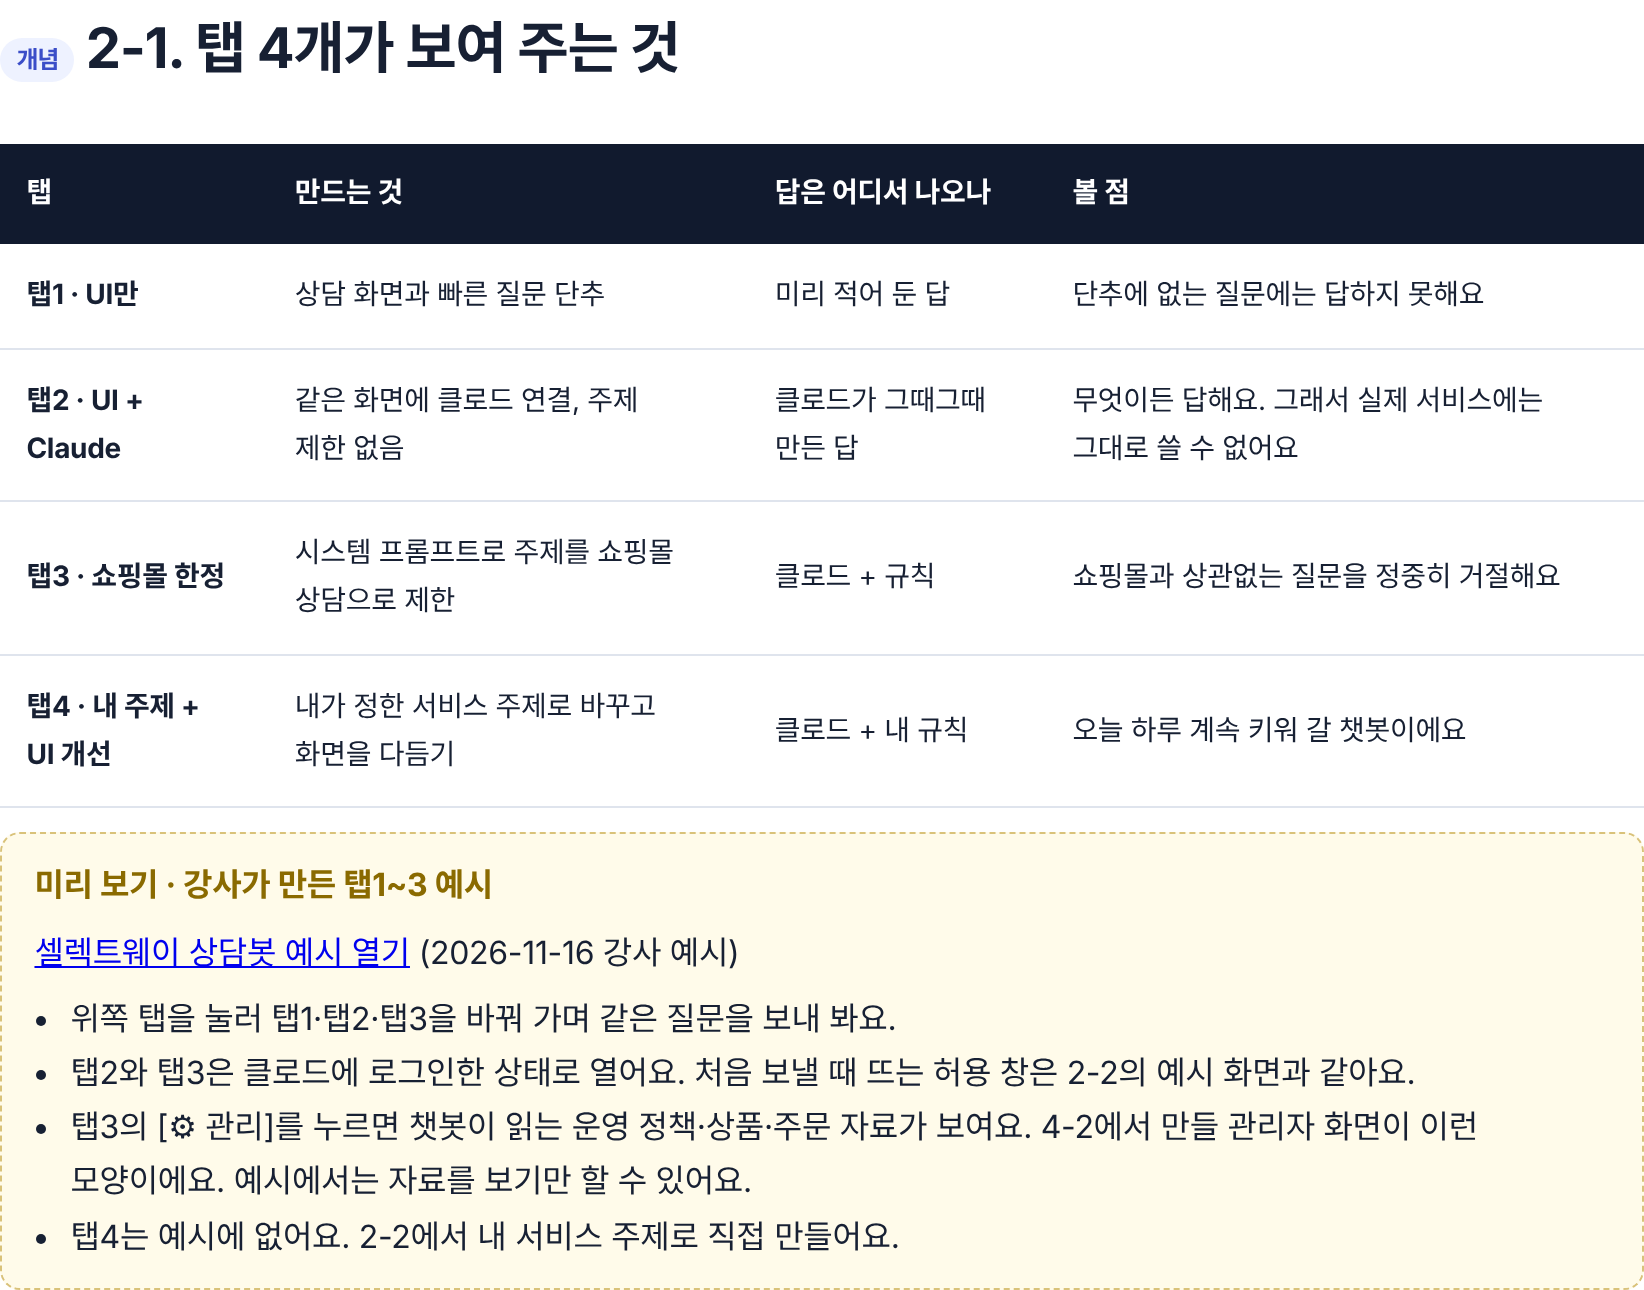 개념 2-1. 탭 4개가 보여 주는 것
탭 만드는 것 답은 어디서 나오나 볼 점
탭1 · UI만 상담 화면과 빠른 질문 단추 미리 적어 둔 답 단추에 없는 질문에는 답하지 못해요
탭2 · UI + 같은 화면에 클로드 연결, 주제 클로드가 그때그때 무엇이든 답해요. 그래서 실제 서비스에는
Claude 제한 없음 만든 답 그대로 쓸 수 없어요
탭3 · 쇼핑몰 한정 시스템 프롬프트로 주제를 쇼핑몰 클로드 + 규칙 쇼핑몰과 상관없는 질문을 정중히 거절해요
상담으로 제한
탭4 · 내 주제 + 내가 정한 서비스 주제로 바꾸고 클로드 + 내 규칙 오늘 하루 계속 키워 갈 챗봇이에요
UI 개선 화면을 다듬기
미리 보기 · 강사가 만든 탭1~3 예시
셀렉트웨이 상담봇 예시 열기 (2026-11-16 강사 예시)
• 위쪽 탭을 눌러 탭1·탭2·탭3을 바꿔 가며 같은 질문을 보내 봐요.
• 탭2와 탭3은 클로드에 로그인한 상태로 열어요. 처음 보낼 때 뜨는 허용 창은 2-2의 예시 화면과 같아요.
• 탭3의 [⚙ 관리]를 누르면 챗봇이 읽는 운영 정책·상품·주문 자료가 보여요. 4-2에서 만들 관리자 화면이 이런
모양이에요. 예시에서는 자료를 보기만 할 수 있어요.
• 탭4는 예시에 없어요. 2-2에서 내 서비스 주제로 직접 만들어요.